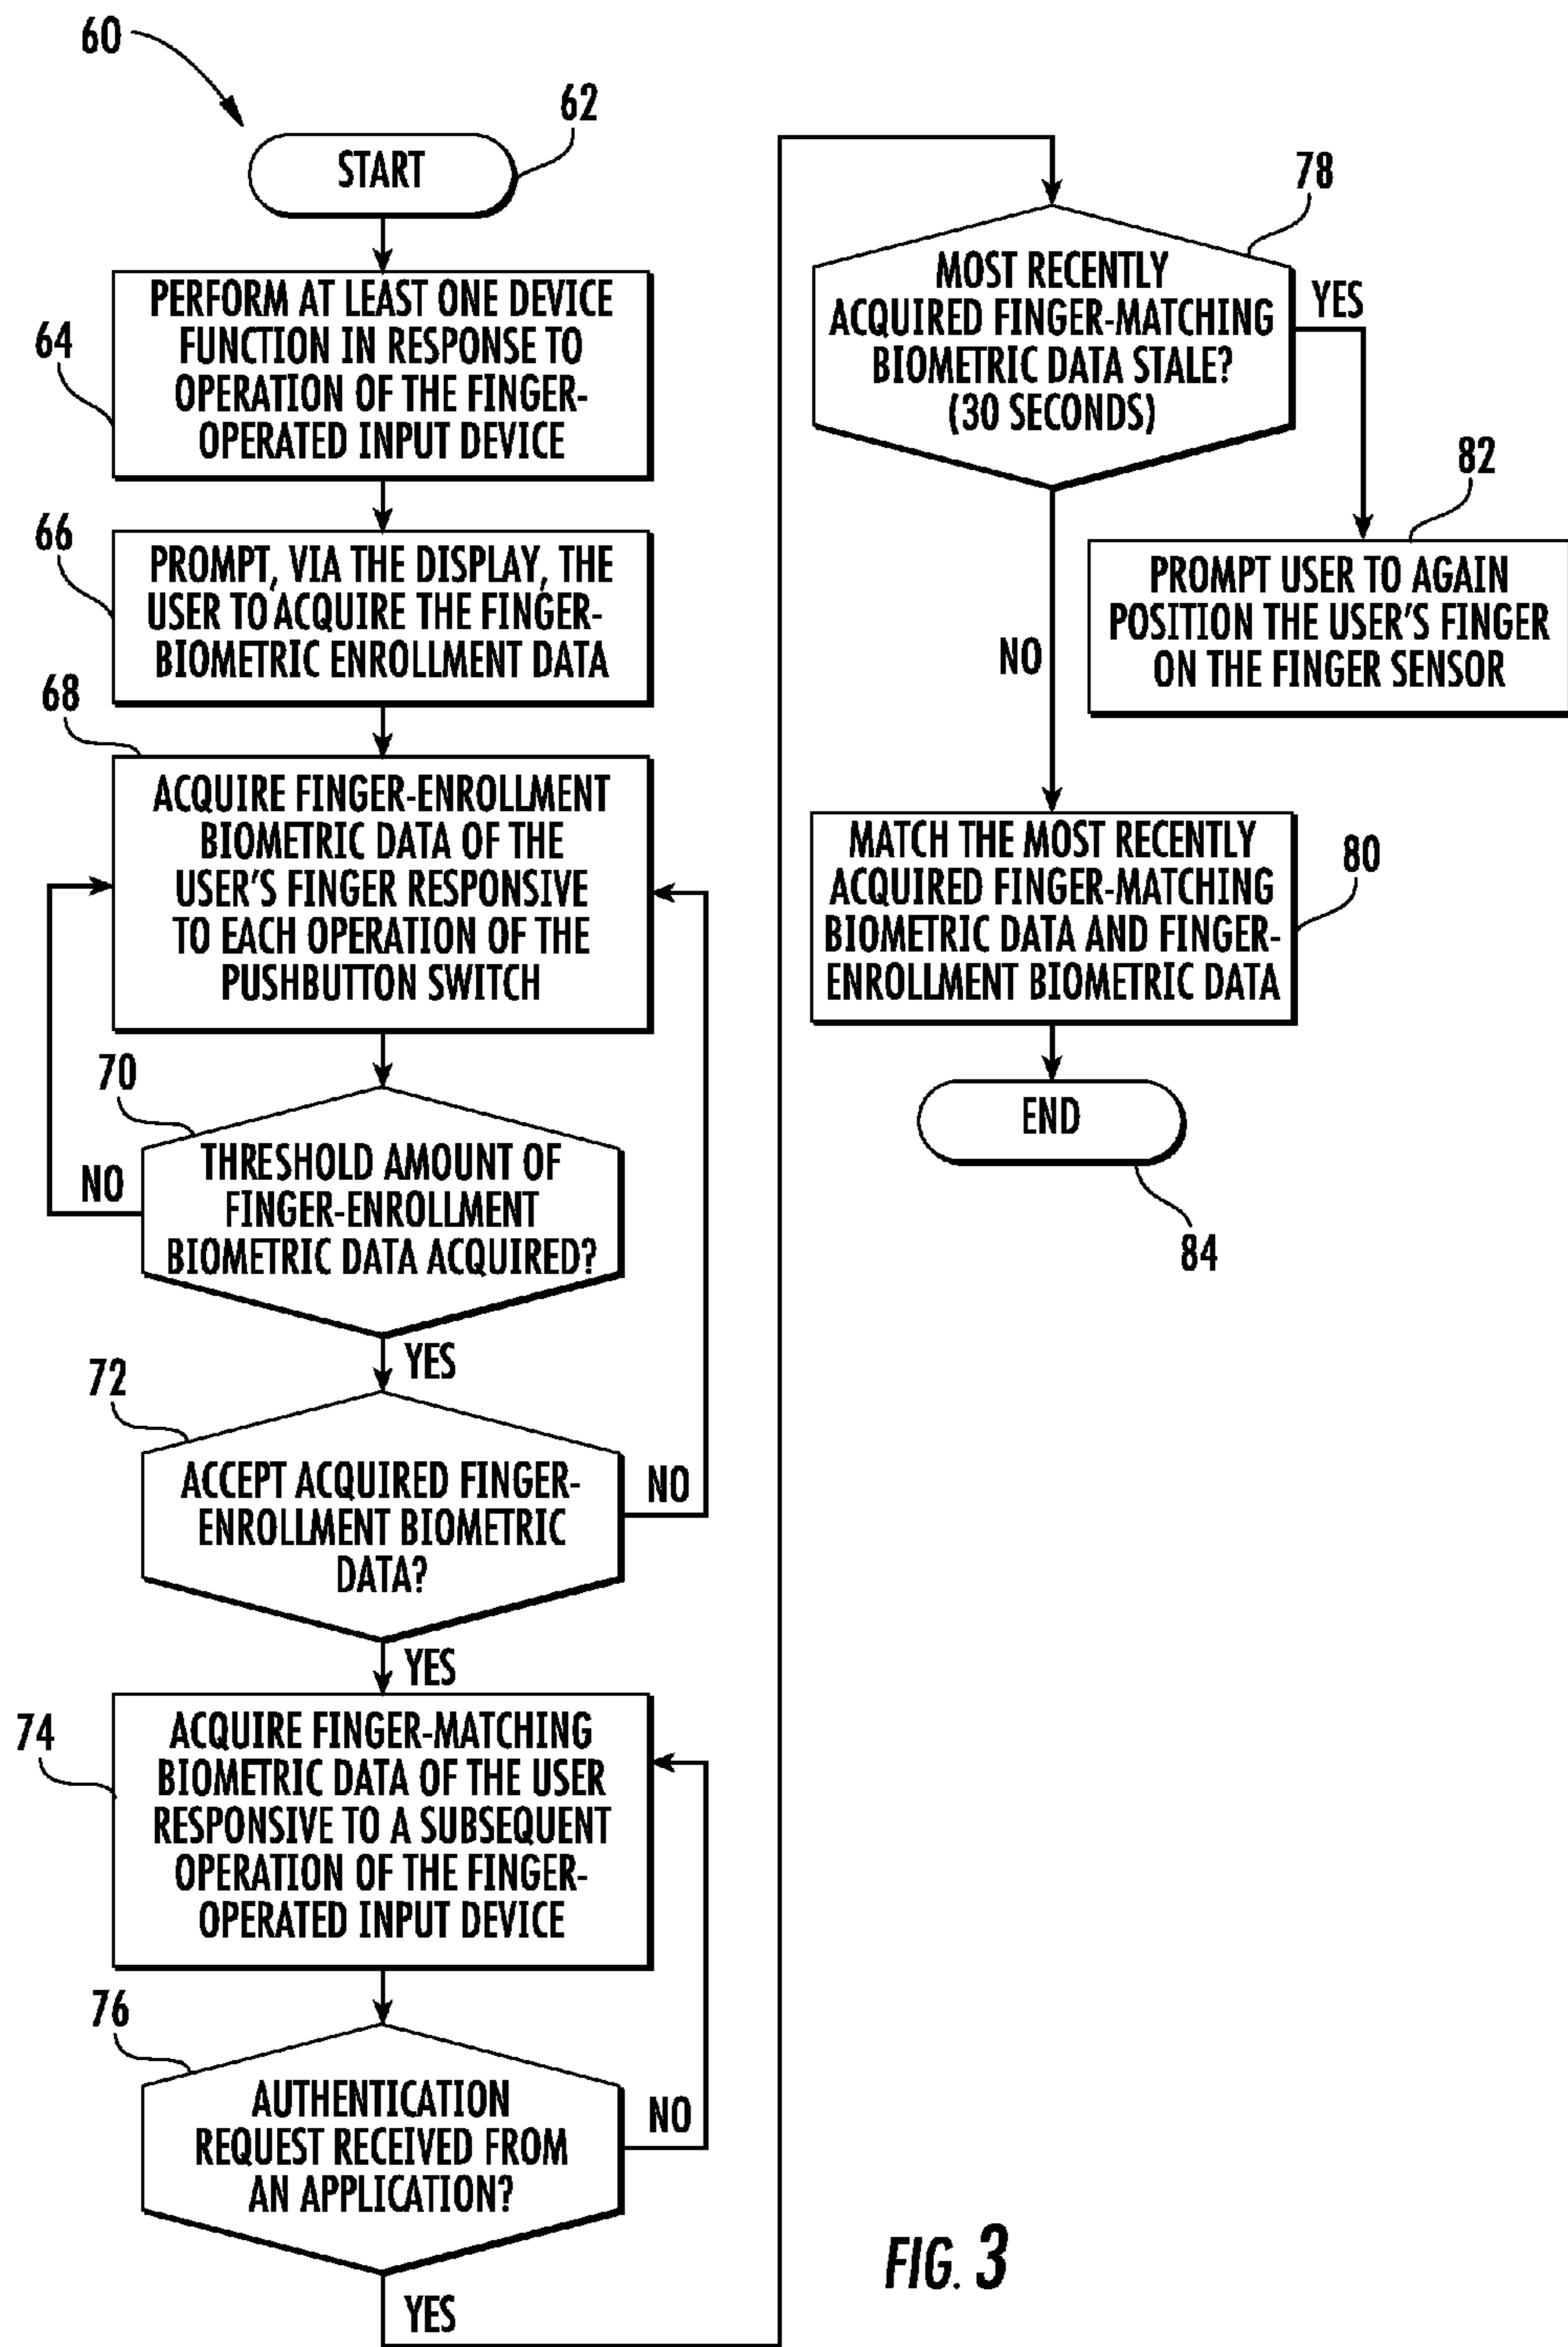 60
62
START
64
PERFORM AT LEAST ONE DEVICE
FUNCTION IN RESPONSE TO
OPERATION OF THE FINGER-
OPERATED INPUT DEVICE
66
PROMPT, VIA THE DISPLAY, THE
USER TO ACQUIRE THE FINGER-
BIOMETRIC ENROLLMENT DATA
68
ACQUIRE FINGER-ENROLLMENT
BIOMETRIC DATA OF THE
USER'S FINGER RESPONSIVE
TO EACH OPERATION OF THE
PUSHBUTTON SWITCH
70
THRESHOLD AMOUNT OF
FINGER-ENROLLMENT
BIOMETRIC DATA ACQUIRED?
NO
YES
72
ACCEPT ACQUIRED FINGER-
ENROLLMENT BIOMETRIC
DATA?
NO
YES
74
ACQUIRE FINGER-MATCHING
BIOMETRIC DATA OF THE USER
RESPONSIVE TO A SUBSEQUENT
OPERATION OF THE FINGER-
OPERATED INPUT DEVICE
76
AUTHENTICATION
REQUEST RECEIVED FROM
AN APPLICATION?
NO
YES
78
MOST RECENTLY
ACQUIRED FINGER-MATCHING
BIOMETRIC DATA STALE?
(30 SECONDS)
YES
82
PROMPT USER TO AGAIN
POSITION THE USER'S FINGER
ON THE FINGER SENSOR
NO
80
MATCH THE MOST RECENTLY
ACQUIRED FINGER-MATCHING
BIOMETRIC DATA AND FINGER-
ENROLLMENT BIOMETRIC DATA
END
84
FIG. 3